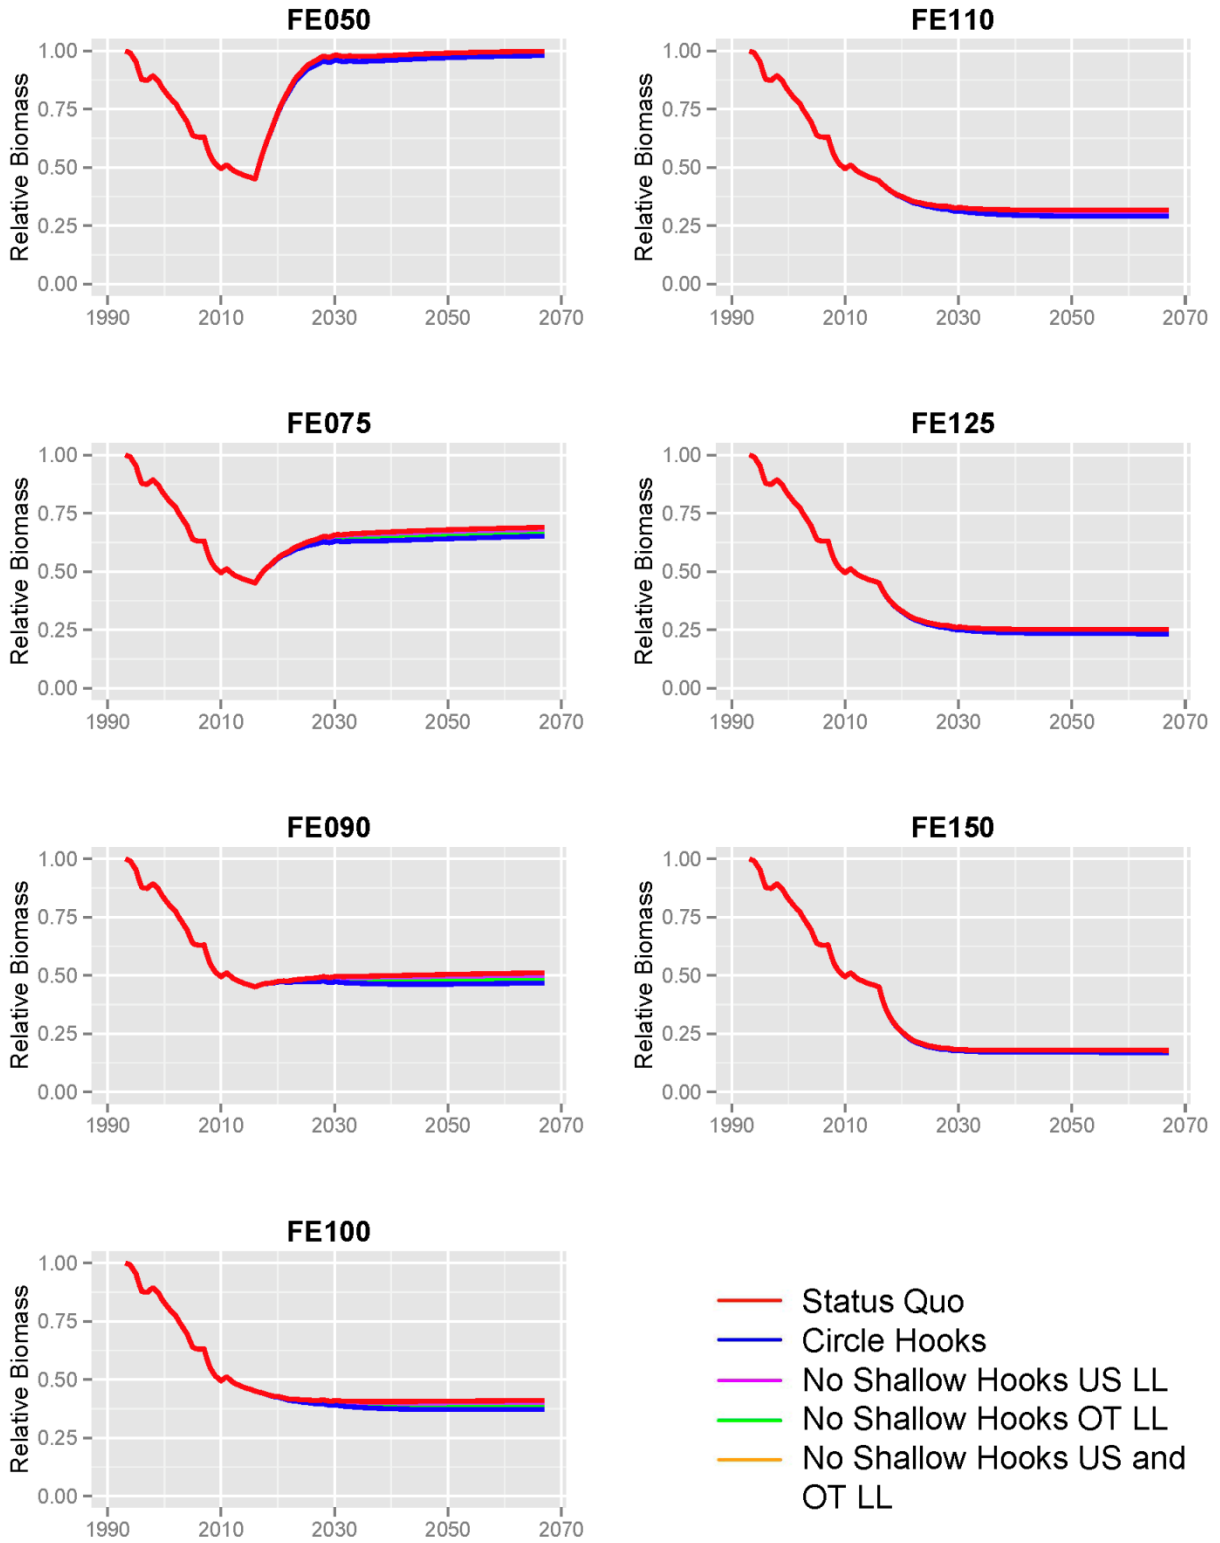 FE050
Relative Biomass
1.00
0.75
0.50
0.25
0.00
1990 2010 2030 2050 2070
FE110
Relative Biomass
1.00
0.75
0.50
0.25
0.00
1990 2010 2030 2050 2070
FE075
Relative Biomass
1.00
0.75
0.50
0.25
0.00
1990 2010 2030 2050 2070
FE125
Relative Biomass
1.00
0.75
0.50
0.25
0.00
1990 2010 2030 2050 2070
FE090
Relative Biomass
1.00
0.75
0.50
0.25
0.00
1990 2010 2030 2050 2070
FE150
Relative Biomass
1.00
0.75
0.50
0.25
0.00
1990 2010 2030 2050 2070
FE100
Relative Biomass
1.00
0.75
0.50
0.25
0.00
1990 2010 2030 2050 2070
Status Quo
Circle Hooks
No Shallow Hooks US LL
No Shallow Hooks OT LL
No Shallow Hooks US and
OT LL